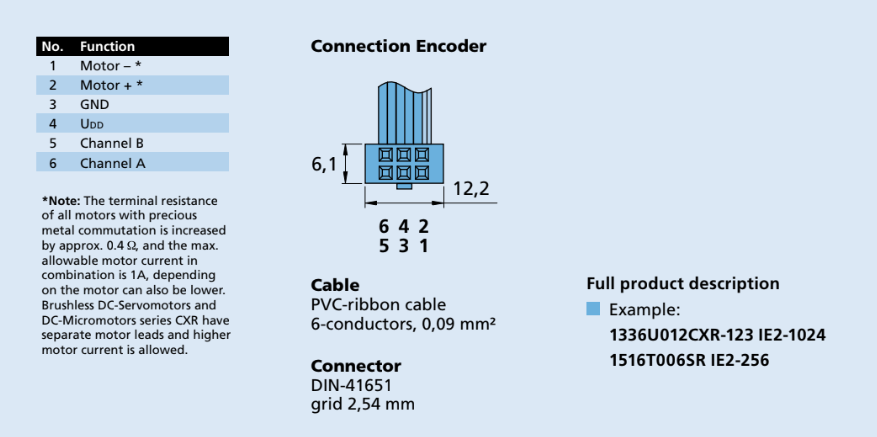 No. Function
1 Motor – *
2 Motor + *
3 GND
4 UDD
5 Channel B
6 Channel A
*Note: The terminal resistance
of all motors with precious
metal commutation is increased
by approx. 0.4 Ω, and the max.
allowable motor current in
combination is 1A, depending
on the motor can also be lower.
Brushless DC-Servomotors and
DC-Micromotors series CXR have
separate motor leads and higher
motor current is allowed.
Connection Encoder
6,1
12,2
6 4 2
5 3 1
Cable
PVC-ribbon cable
6-conductors, 0,09 mm²
Connector
DIN-41651
grid 2,54 mm
Full product description
Example:
1336U012CXR-123 IE2-1024
1516T006SR IE2-256